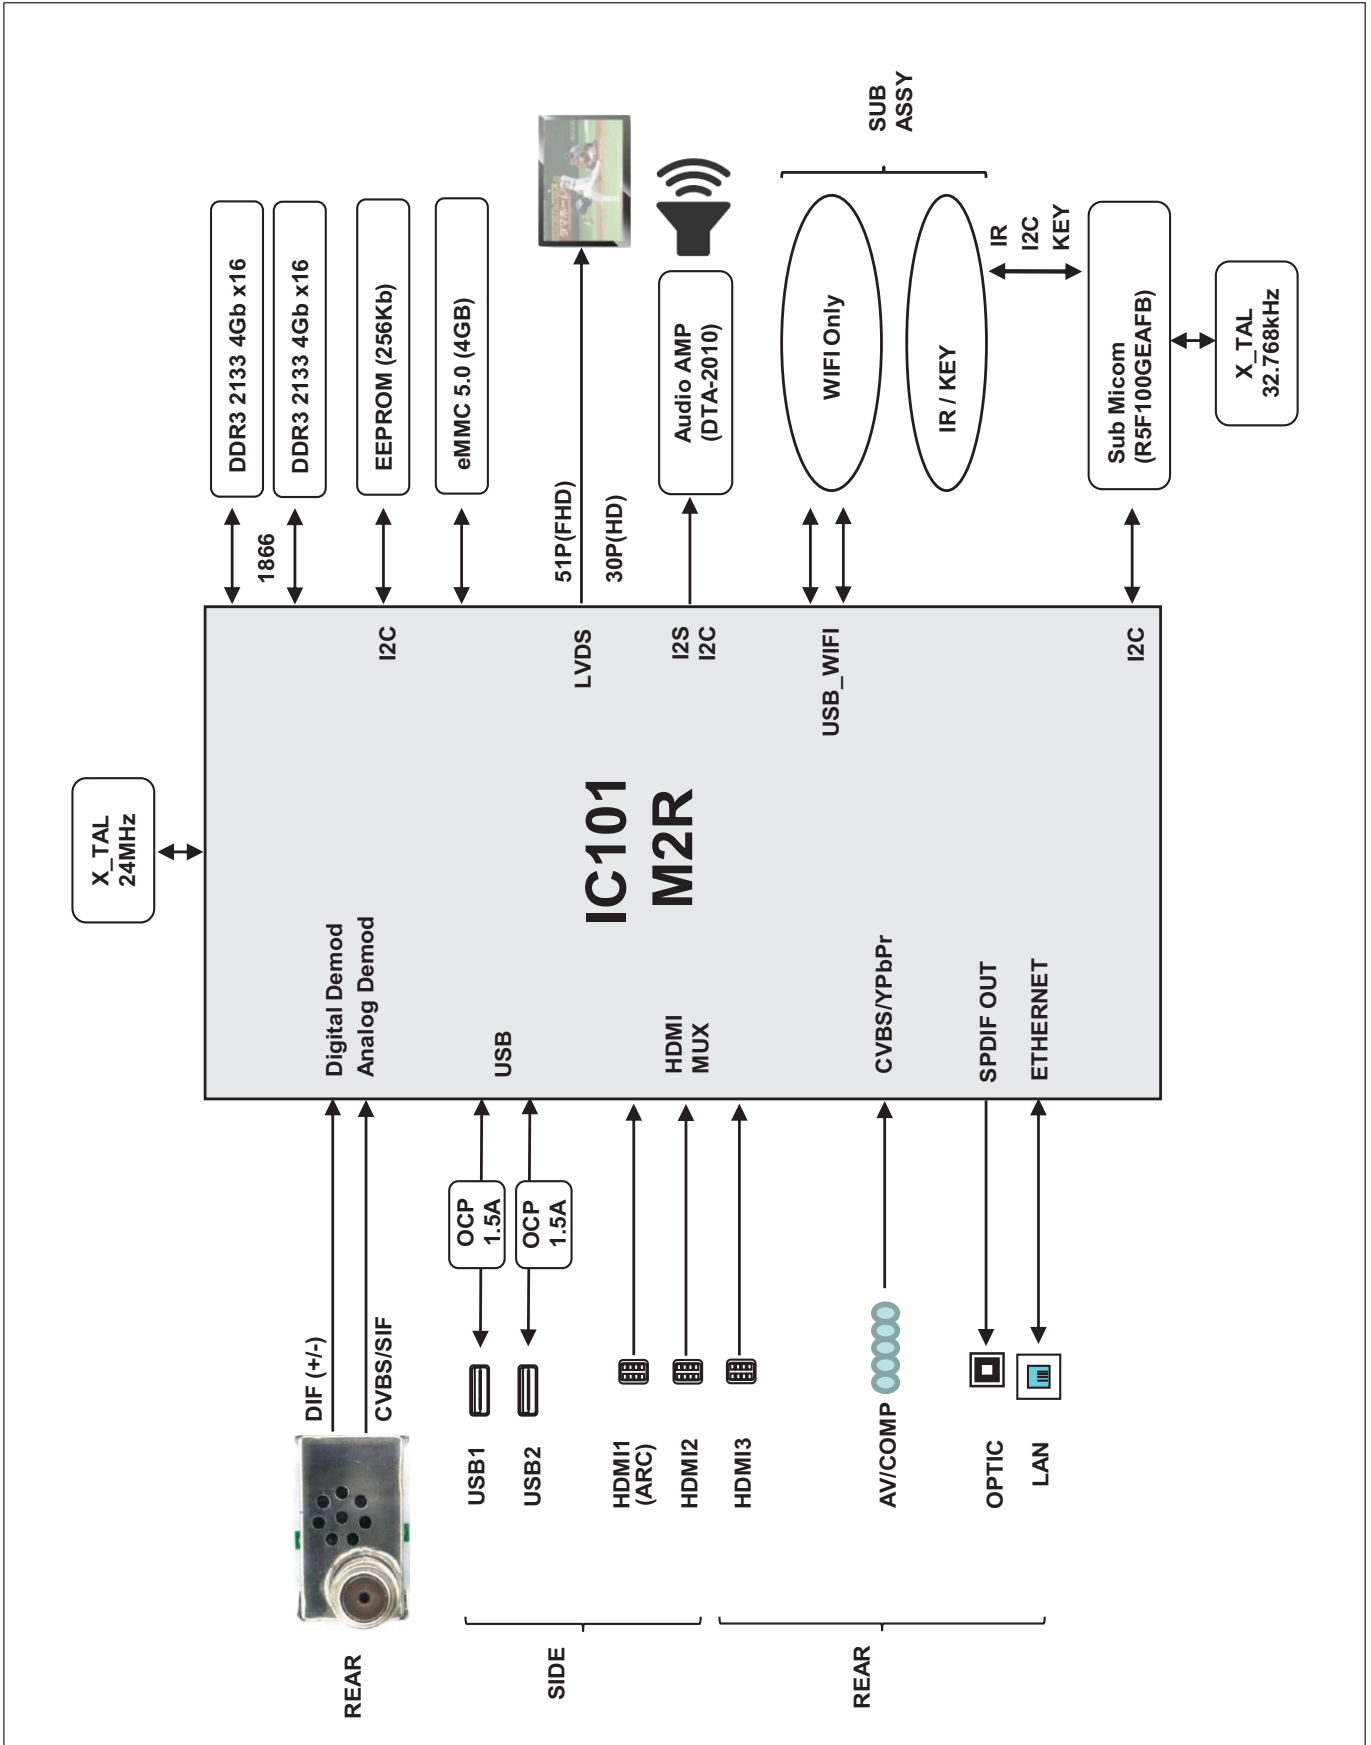 X_TAL
24MHz
IC101
M2R
REAR
DIF (+/-)
CVBS/SIF
Digital Demod
Analog Demod
SIDE
USB1
USB2
OCP
1.5A
OCP
1.5A
USB
HDMI1
(ARC)
HDMI2
HDMI3
HDMI
MUX
REAR
AV/COMP
CVBS/YPbPr
OPTIC
SPDIF OUT
LAN
ETHERNET
1866
DDR3 2133 4Gb x16
DDR3 2133 4Gb x16
I2C
EEPROM (256Kb)
eMMC 5.0 (4GB)
LVDS
51P(FHD)
30P(HD)
I2S
I2C
Audio AMP
(DTA-2010)
USB_WIFI
WIFI Only
IR / KEY
SUB
ASSY
IR
I2C
KEY
I2C
Sub Micom
(R5F100GEAFB)
X_TAL
32.768kHz